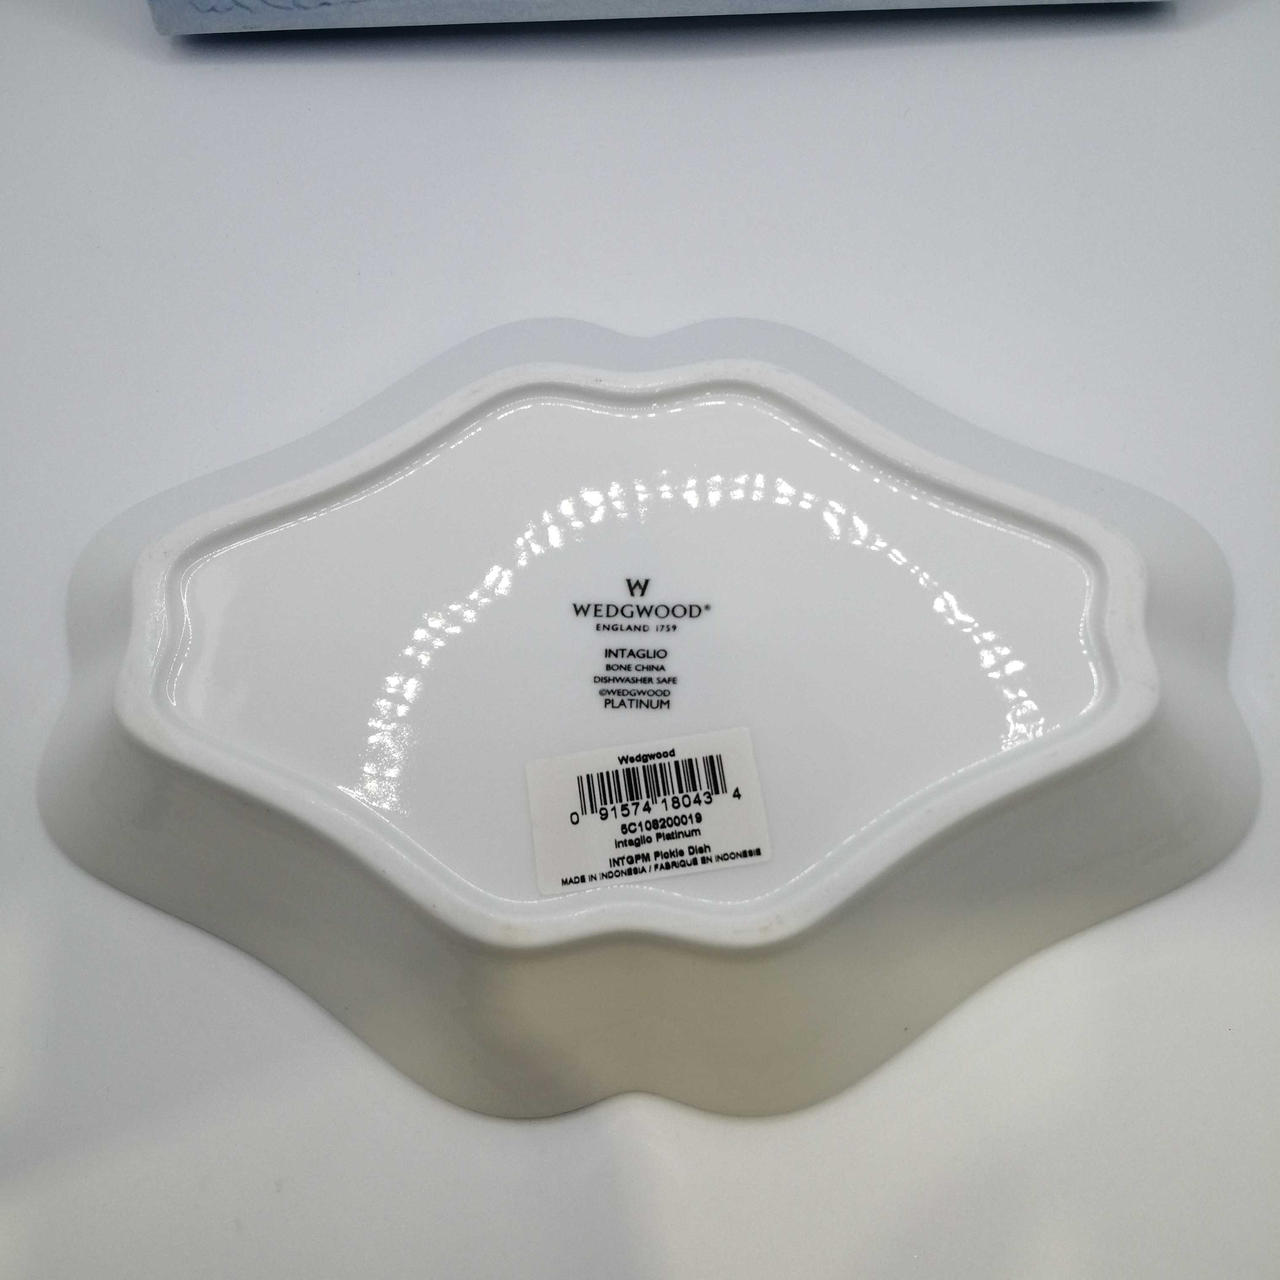 W
WEDGWOOD®
ENGLAND 1759
INTAGLIO
BONE CHINA
DISHWASHER SAFE
©WEDGWOOD
PLATINUM
Wedgwood
0 91574 18043 4
5C108200019
Intaglio Platinum
INTGPM Pickle Dish
MADE IN INDONESIA / FABRIQUE EN INDONESIE